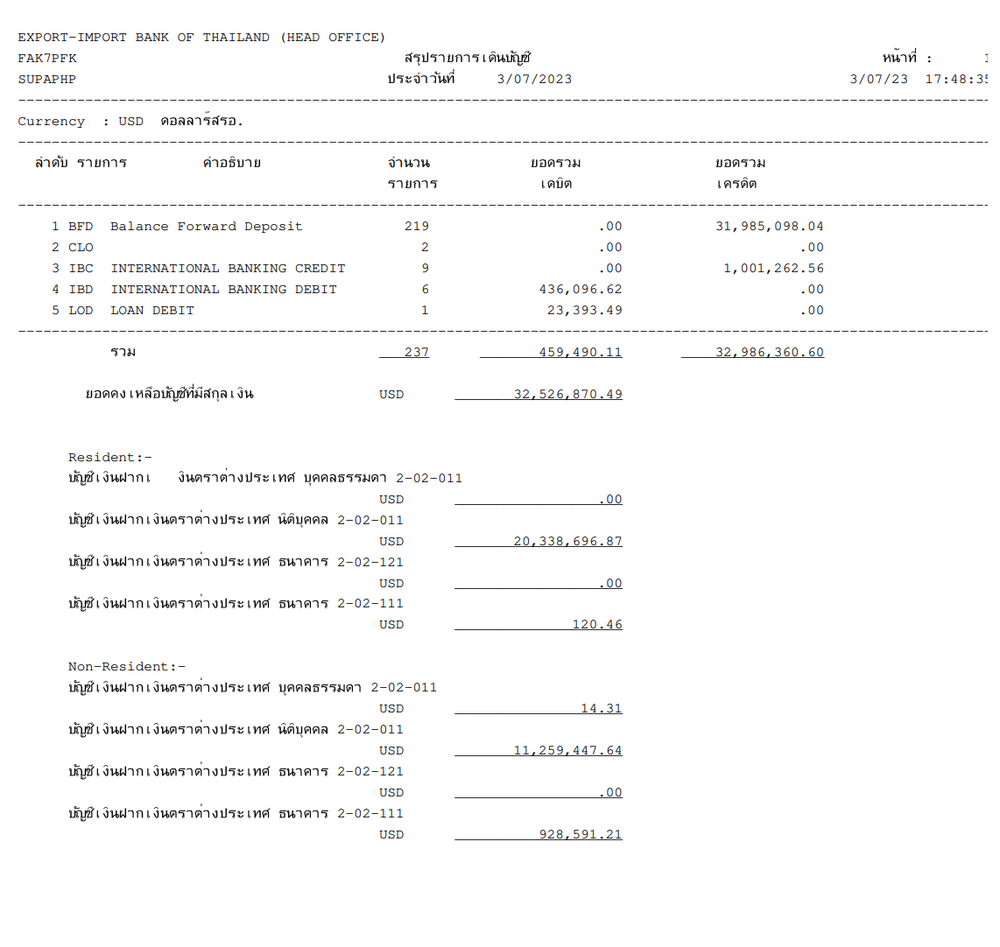 EXPORT-IMPORT BANK OF THAILAND (HEAD OFFICE)
FAK7PFK สรุปรายการเดินบัญชี หน้าที่ : 1
SUPAPHP ประจำวันที่ 3/07/2023 3/07/23 17:48:35
Currency : USD ดอลลาร์สรอ.
ลำดับ รายการ คำอธิบาย จำนวน ยอดรวม ยอดรวม
รายการ เดบิต เครดิต
1 BFD Balance Forward Deposit 219 .00 31,985,098.04
2 CLO 2 .00 .00
3 IBC INTERNATIONAL BANKING CREDIT 9 .00 1,001,262.56
4 IBD INTERNATIONAL BANKING DEBIT 6 436,096.62 .00
5 LOD LOAN DEBIT 1 23,393.49 .00
รวม 237 459,490.11 32,986,360.60
ยอดคงเหลือบัญชีที่มีสกุลเงิน USD 32,526,870.49
Resident:-
บัญชีเงินฝากเ งินตราต่างประเทศ บุคคลธรรมดา 2-02-011
USD .00
บัญชีเงินฝากเงินตราต่างประเทศ นิติบุคคล 2-02-011
USD 20,338,696.87
บัญชีเงินฝากเงินตราต่างประเทศ ธนาคาร 2-02-121
USD .00
บัญชีเงินฝากเงินตราต่างประเทศ ธนาคาร 2-02-111
USD 120.46
Non-Resident:-
บัญชีเงินฝากเงินตราต่างประเทศ บุคคลธรรมดา 2-02-011
USD 14.31
บัญชีเงินฝากเงินตราต่างประเทศ นิติบุคคล 2-02-011
USD 11,259,447.64
บัญชีเงินฝากเงินตราต่างประเทศ ธนาคาร 2-02-121
USD .00
บัญชีเงินฝากเงินตราต่างประเทศ ธนาคาร 2-02-111
USD 928,591.21